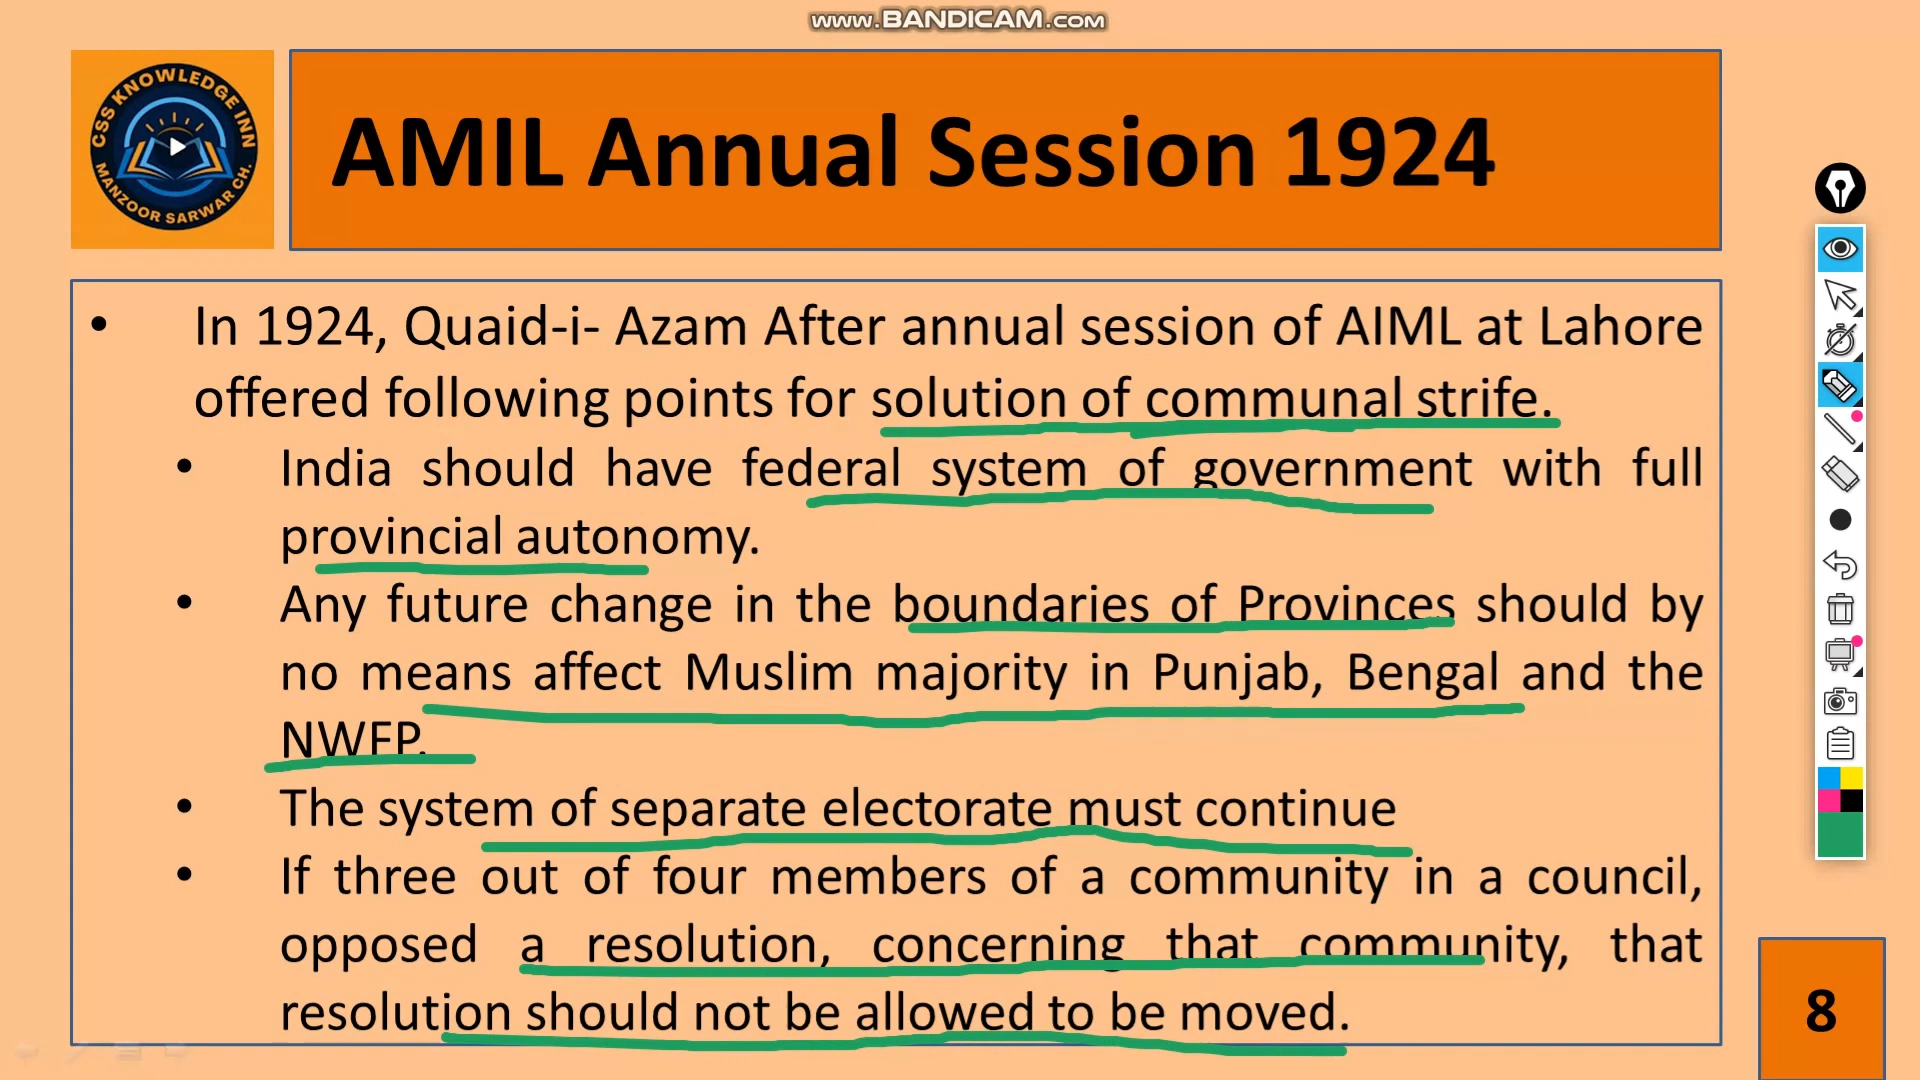 www.BANDICAM.com
CSS KNOWLEDGE INN
MANZOOR SARWAR CH.
AMIL Annual Session 1924
• In 1924, Quaid-i- Azam After annual session of AIML at Lahore
offered following points for solution of communal strife.
• India should have federal system of government with full
provincial autonomy.
• Any future change in the boundaries of Provinces should by
no means affect Muslim majority in Punjab, Bengal and the
NWFP.
• The system of separate electorate must continue
• If three out of four members of a community in a council,
opposed a resolution, concerning that community, that
resolution should not be allowed to be moved.
8